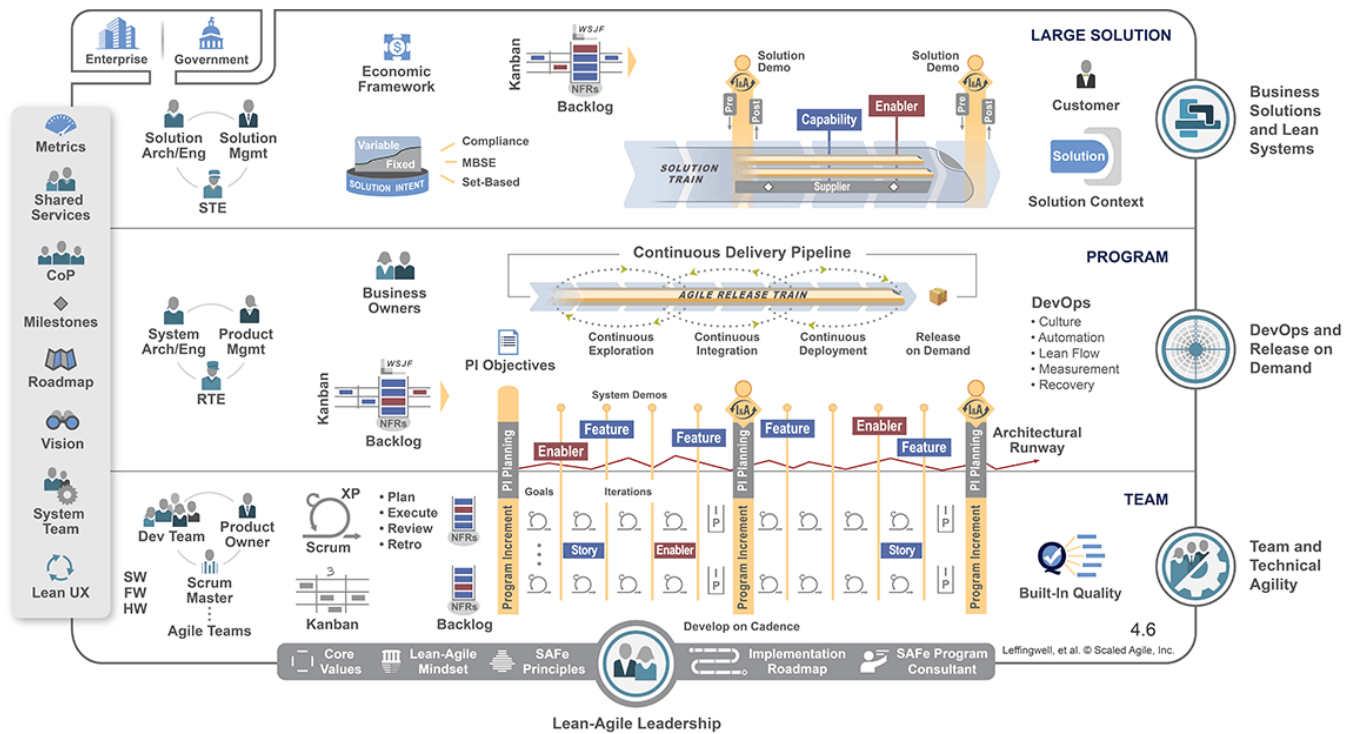 Enterprise
Government
LARGE SOLUTION
Economic
Framework
Kanban
WSJF
NFRs
Backlog
Solution
Demo
I&A
Pre
Post
Capability
Enabler
Solution
Demo
I&A
Pre
Post
Customer
Business
Solutions
and Lean
Systems
Solution
Arch/Eng
Solution
Mgmt
STE
Variable
Fixed
SOLUTION INTENT
Compliance
MBSE
Set-Based
SOLUTION
TRAIN
Supplier
Solution
Solution Context
Metrics
Shared
Services
CoP
Milestones
Roadmap
Vision
System
Team
Lean UX
PROGRAM
Business
Owners
Continuous Delivery Pipeline
AGILE RELEASE TRAIN
Continuous
Exploration
Continuous
Integration
Continuous
Deployment
Release
on Demand
DevOps
• Culture
• Automation
• Lean Flow
• Measurement
• Recovery
DevOps and
Release on
Demand
System
Arch/Eng
Product
Mgmt
RTE
Kanban
WSJF
NFRs
Backlog
PI Objectives
System Demos
I&A
I&A
PI Planning
Enabler
Feature
Feature
PI Planning
Feature
Enabler
Feature
PI Planning
Architectural
Runway
TEAM
Dev Team
Product
Owner
Scrum
Master
Agile Teams
SW
FW
HW
XP
Scrum
• Plan
• Execute
• Review
• Retro
3
Kanban
NFRs
NFRs
Backlog
Goals
Iterations
Program Increment
Story
Enabler
I
P
I
P
Program Increment
Story
I
P
I
P
Program Increment
Develop on Cadence
Q
Built-In Quality
Team and
Technical
Agility
4.6
Leffingwell, et al. © Scaled Agile, Inc.
Core
Values
Lean-Agile
Mindset
SAFe
Principles
Implementation
Roadmap
SAFe Program
Consultant
Lean-Agile Leadership